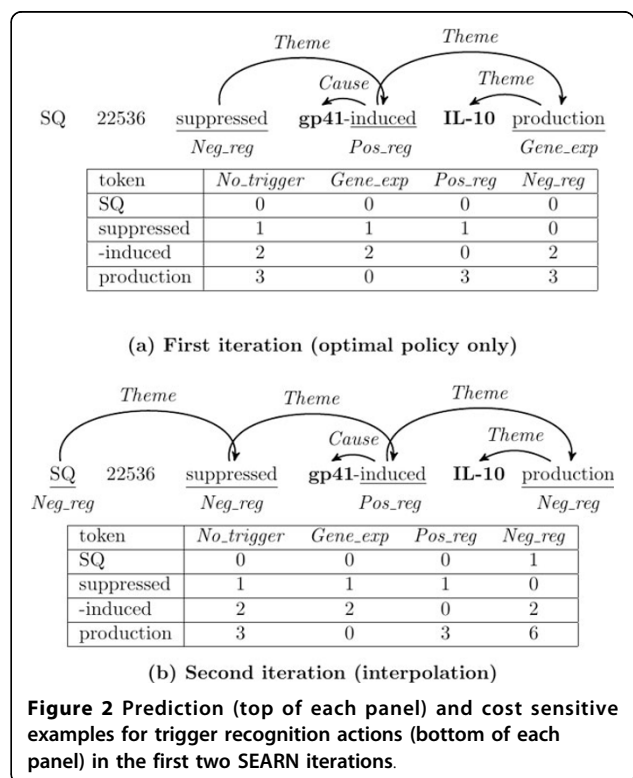 Theme Theme
Cause Theme
SQ 22536 suppressed gp41-induced IL-10 production
Neg_reg Pos_reg Gene_exp
token No_trigger Gene_exp Pos_reg Neg_reg
SQ 0 0 0 0
suppressed 1 1 1 0
-induced 2 2 0 2
production 3 0 3 3
(a) First iteration (optimal policy only)
Theme Theme Theme
Cause Theme
SQ 22536 suppressed gp41-induced IL-10 production
Neg_reg Neg_reg Pos_reg Neg_reg
token No_trigger Gene_exp Pos_reg Neg_reg
SQ 0 0 0 1
suppressed 1 1 1 0
-induced 2 2 0 2
production 3 0 3 6
(b) Second iteration (interpolation)
Figure 2 Prediction (top of each panel) and cost sensitive
examples for trigger recognition actions (bottom of each
panel) in the first two SEARN iterations.